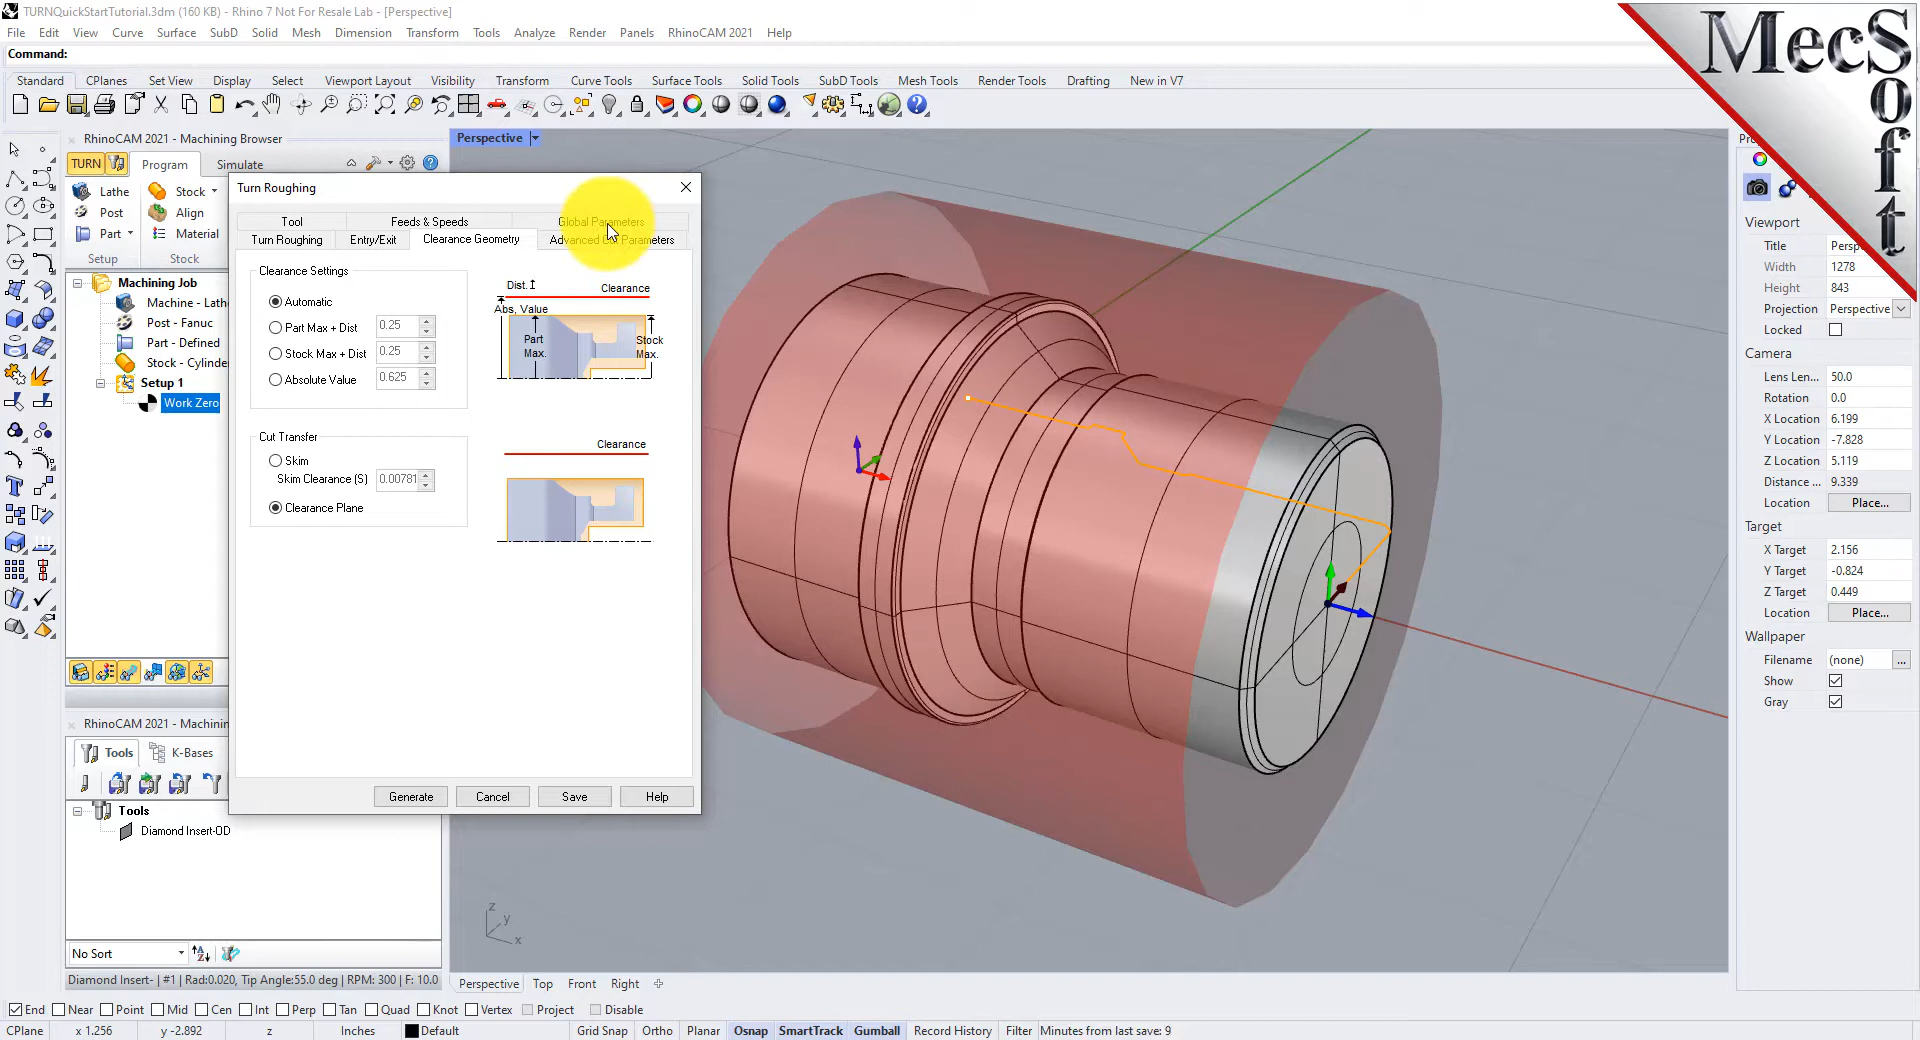 TURNQuickStartTutorial.3dm (160 KB) - Rhino 7 Not For Resale Lab - [Perspective]
File Edit View Curve Surface SubD Solid Mesh Dimension Transform Tools Analyze Render Panels RhinoCAM 2021 Help
Command:
Standard CPlanes Set View Display Select Viewport Layout Visibility Transform Curve Tools Surface Tools Solid Tools SubD Tools Mesh Tools Render Tools Drafting New in V7
MecSoft
RhinoCAM 2021 - Machining Browser
TURN Program Simulate
Lathe Stock
Post Align
Part Material
Setup Stock
Machining Job
Machine - Lath
Post - Fanuc
Part - Defined
Stock - Cylinde
Setup 1
Work Zero
RhinoCAM 2021 - Machinin
Tools K-Bases
Tools
Diamond Insert-OD
No Sort
Diamond Insert- | #1 | Rad:0.020, Tip Angle:55.0 deg | RPM: 300 | F: 10.0
Turn Roughing
Tool Feeds & Speeds Global Parameters
Turn Roughing Entry/Exit Clearance Geometry Advanced Cut Parameters
Clearance Settings
Automatic
Part Max + Dist 0.25
Stock Max + Dist 0.25
Absolute Value 0.625
Dist.
Clearance
Abs, Value
Part Max.
Stock Max.
Cut Transfer
Skim
Skim Clearance (S) 0.00781
Clearance Plane
Clearance
Generate Cancel Save Help
Perspective
z
y
x
Perspective Top Front Right
Viewport
Title Persp
Width 1278
Height 843
Projection Perspective
Locked
Camera
Lens Len... 50.0
Rotation 0.0
X Location 6.199
Y Location -7.828
Z Location 5.119
Distance ... 9.339
Location Place...
Target
X Target 2.156
Y Target -0.824
Z Target 0.449
Location Place...
Wallpaper
Filename (none) ...
Show
Gray
End Near Point Mid Cen Int Perp Tan Quad Knot Vertex Project Disable
CPlane x 1.256 y -2.892 z Inches Default Grid Snap Ortho Planar Osnap SmartTrack Gumball Record History Filter Minutes from last save: 9